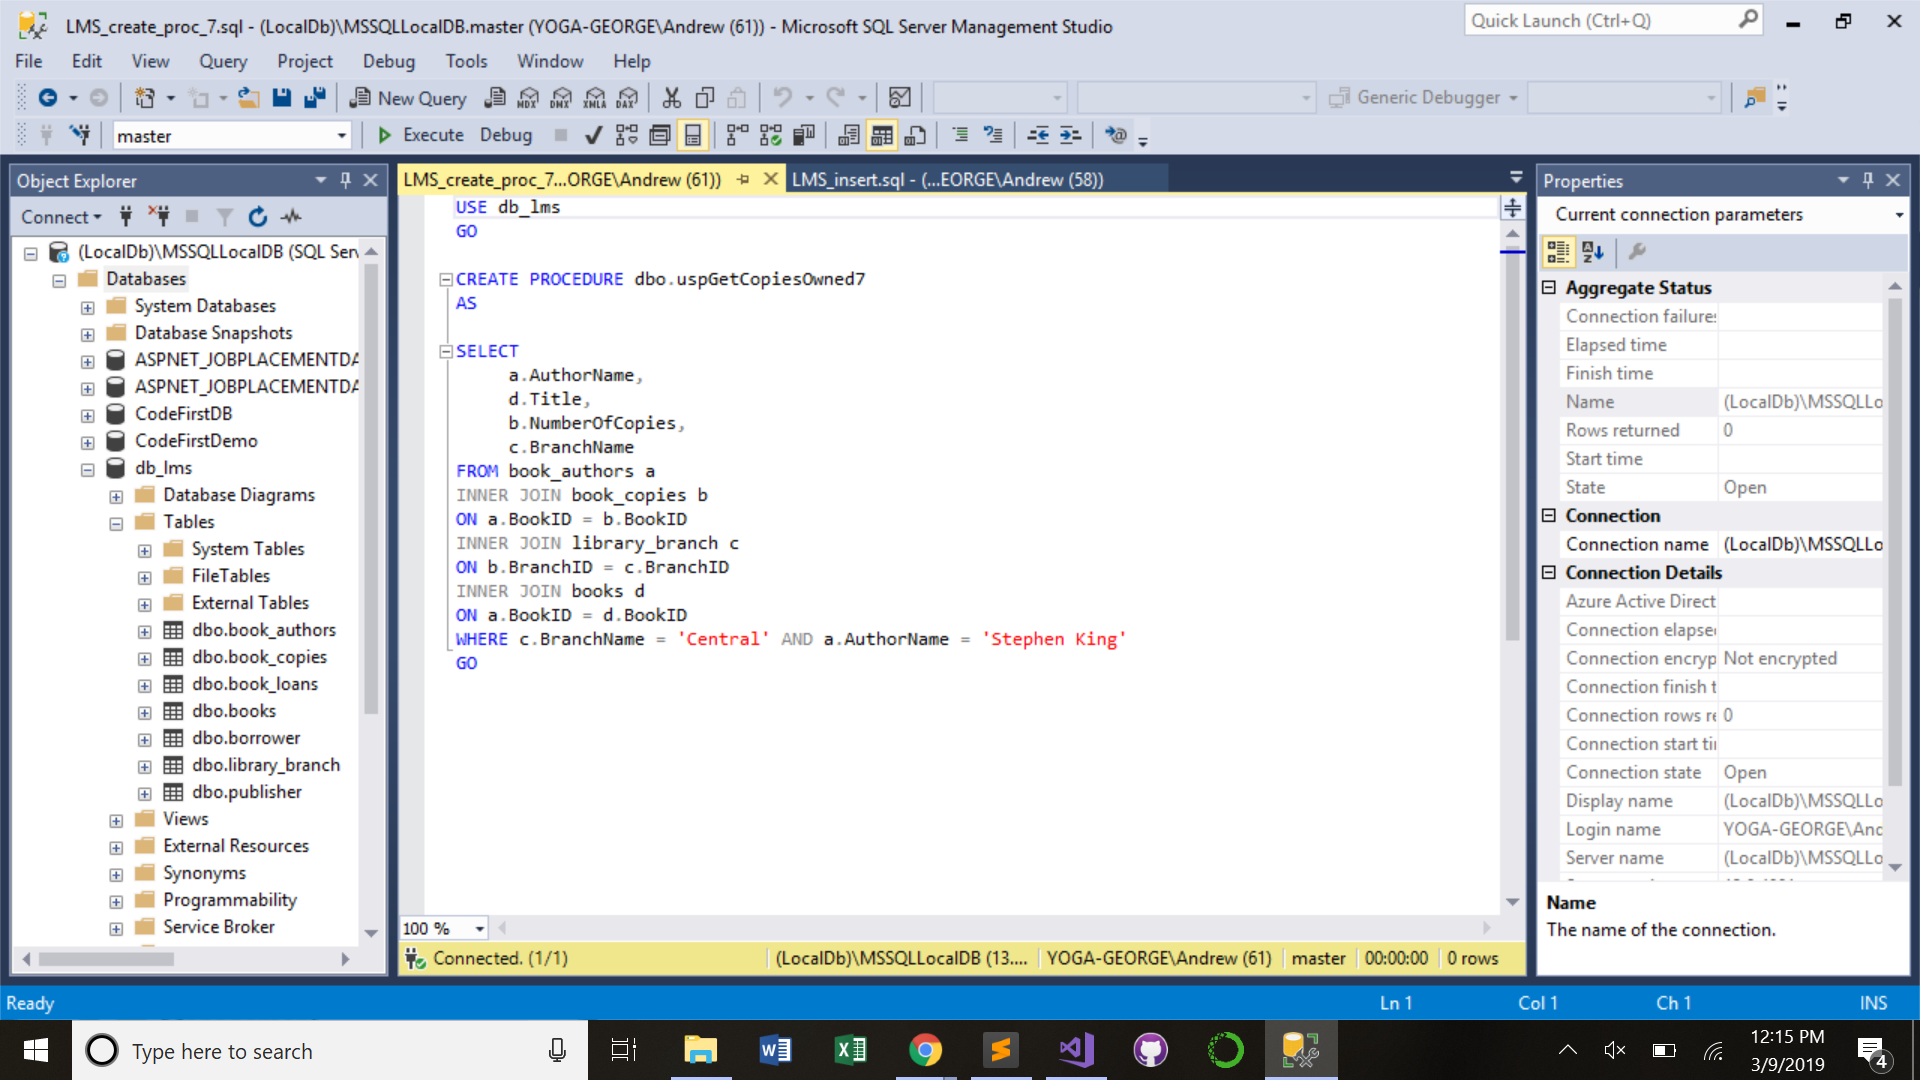 LMS_create_proc_7.sql - (LocalDb)\MSSQLLocalDB.master (YOGA-GEORGE\Andrew (61)) - Microsoft SQL Server Management Studio
Quick Launch (Ctrl+Q)
File Edit View Query Project Debug Tools Window Help
New Query MDX DMX XMLA DAX Generic Debugger
master Execute Debug
Object Explorer
Connect
(LocalDb)\MSSQLLocalDB (SQL Serv
Databases
System Databases
Database Snapshots
ASPNET_JOBPLACEMENTDA
ASPNET_JOBPLACEMENTDA
CodeFirstDB
CodeFirstDemo
db_lms
Database Diagrams
Tables
System Tables
FileTables
External Tables
dbo.book_authors
dbo.book_copies
dbo.book_loans
dbo.books
dbo.borrower
dbo.library_branch
dbo.publisher
Views
External Resources
Synonyms
Programmability
Service Broker
LMS_create_proc_7...ORGE\Andrew (61)) LMS_insert.sql - (...EORGE\Andrew (58))
USE db_lms
GO
CREATE PROCEDURE dbo.uspGetCopiesOwned7
AS
SELECT
a.AuthorName,
d.Title,
b.NumberOfCopies,
c.BranchName
FROM book_authors a
INNER JOIN book_copies b
ON a.BookID = b.BookID
INNER JOIN library_branch c
ON b.BranchID = c.BranchID
INNER JOIN books d
ON a.BookID = d.BookID
WHERE c.BranchName = 'Central' AND a.AuthorName = 'Stephen King'
GO
100 %
Connected. (1/1) (LocalDb)\MSSQLLocalDB (13.... YOGA-GEORGE\Andrew (61) master 00:00:00 0 rows
Properties
Current connection parameters
Aggregate Status
Connection failures
Elapsed time
Finish time
Name (LocalDb)\MSSQLLo
Rows returned 0
Start time
State Open
Connection
Connection name (LocalDb)\MSSQLLo
Connection Details
Azure Active Direct
Connection elapsed
Connection encryp Not encrypted
Connection finish t
Connection rows re 0
Connection start tii
Connection state Open
Display name (LocalDb)\MSSQLLo
Login name YOGA-GEORGE\And
Server name (LocalDb)\MSSQLLo
Name
The name of the connection.
Ready Ln 1 Col 1 Ch 1 INS
Type here to search
12:15 PM
3/9/2019
4